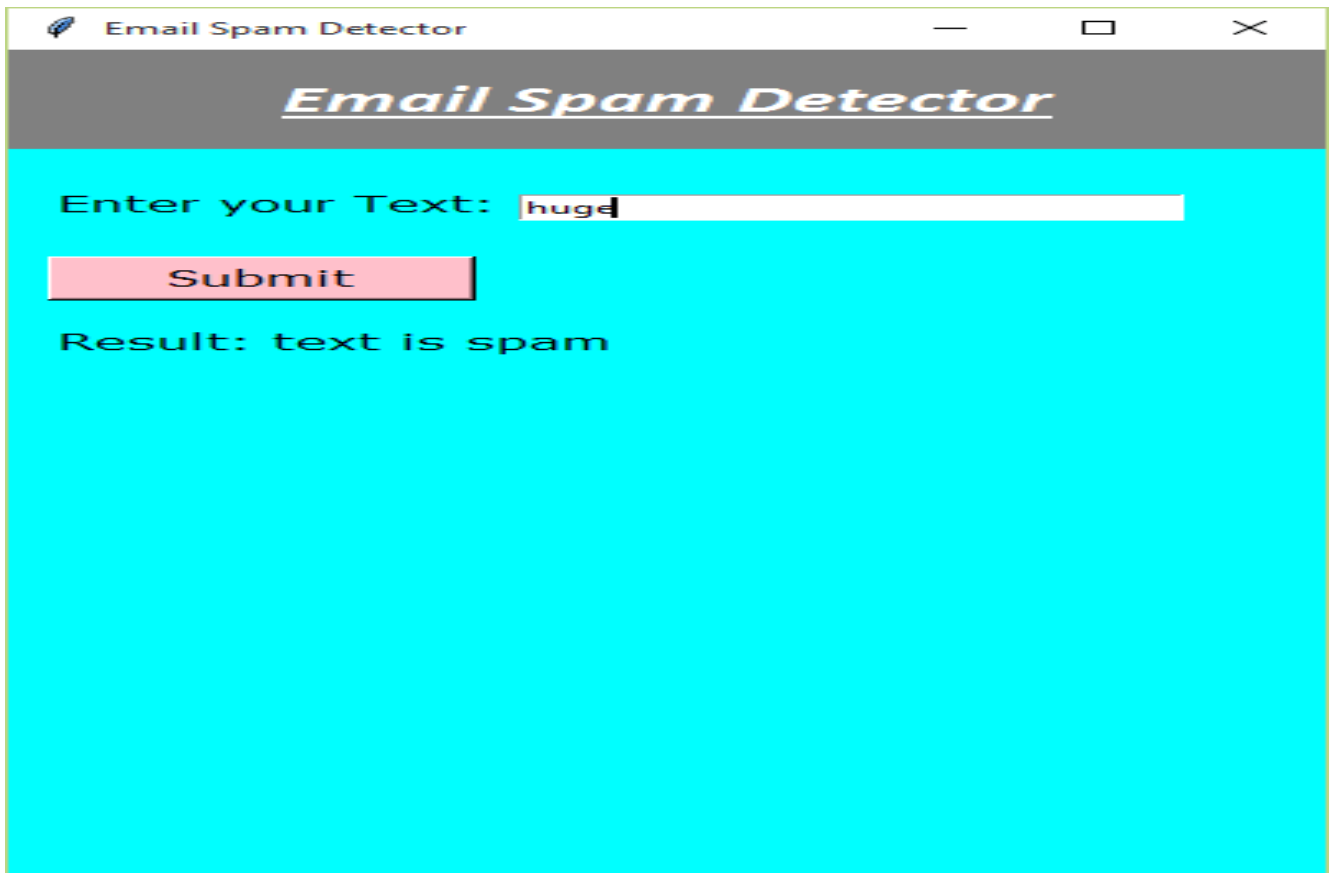 Email Spam Detector
Email Spam Detector
Enter your Text: huge
Submit
Result: text is spam